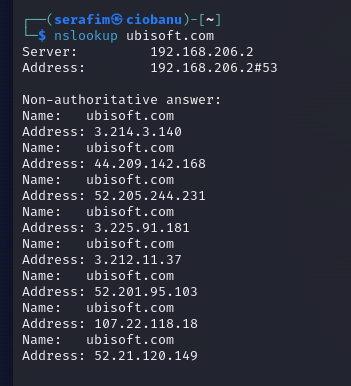 ┌──(serafim㉿ciobanu)-[~]
└─$ nslookup ubisoft.com
Server:         192.168.206.2
Address:        192.168.206.2#53

Non-authoritative answer:
Name:   ubisoft.com
Address: 3.214.3.140
Name:   ubisoft.com
Address: 44.209.142.168
Name:   ubisoft.com
Address: 52.205.244.231
Name:   ubisoft.com
Address: 3.225.91.181
Name:   ubisoft.com
Address: 3.212.11.37
Name:   ubisoft.com
Address: 52.201.95.103
Name:   ubisoft.com
Address: 107.22.118.18
Name:   ubisoft.com
Address: 52.21.120.149